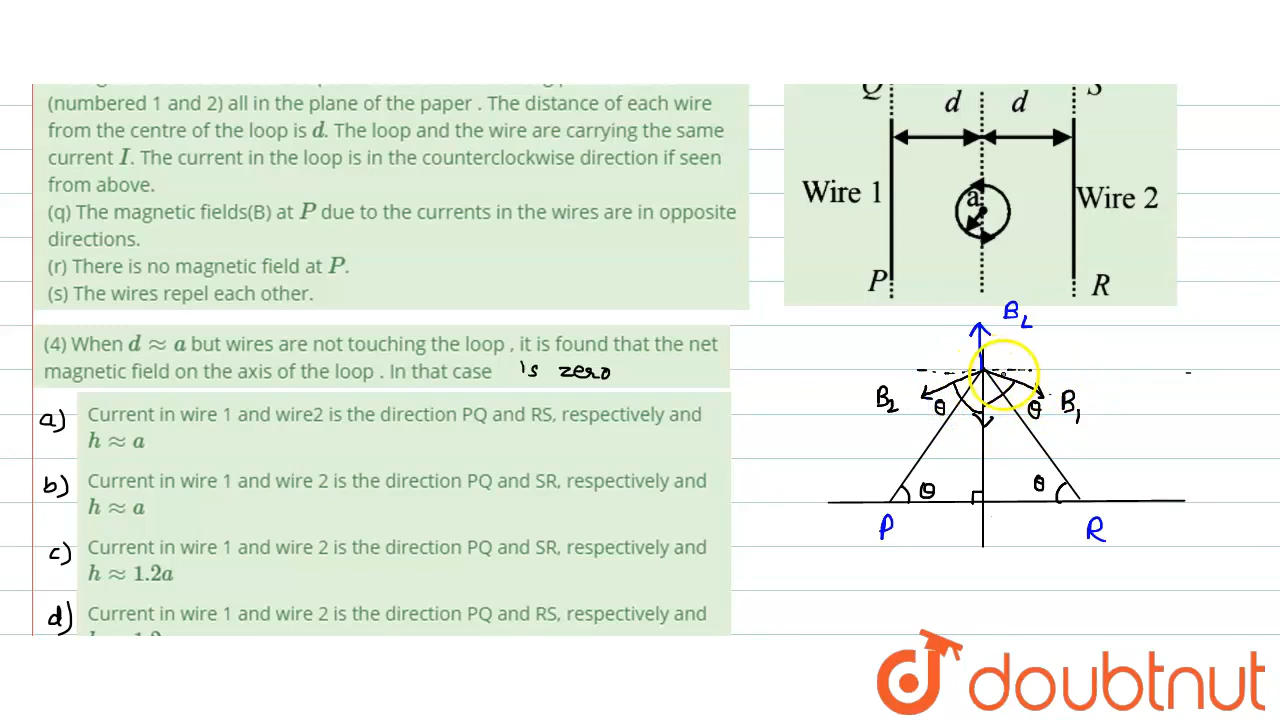 (numbered 1 and 2) all in the plane of the paper . The distance of each wire
from the centre of the loop is d. The loop and the wire are carrying the same
current I. The current in the loop is in the counterclockwise direction if seen
from above.
(q) The magnetic fields(B) at P due to the currents in the wires are in opposite
directions.
(r) There is no magnetic field at P.
(s) The wires repel each other.
(4) When d ≈ a but wires are not touching the loop , it is found that the net
magnetic field on the axis of the loop . In that case is zero
a) Current in wire 1 and wire2 is the direction PQ and RS, respectively and
h ≈ a
b) Current in wire 1 and wire 2 is the direction PQ and SR, respectively and
h ≈ a
c) Current in wire 1 and wire 2 is the direction PQ and SR, respectively and
h ≈ 1.2a
d) Current in wire 1 and wire 2 is the direction PQ and RS, respectively and
Q S
d d
Wire 1 a Wire 2
P R
B_L
B_2 θ θ B_1
θ θ
P R
doubtnut